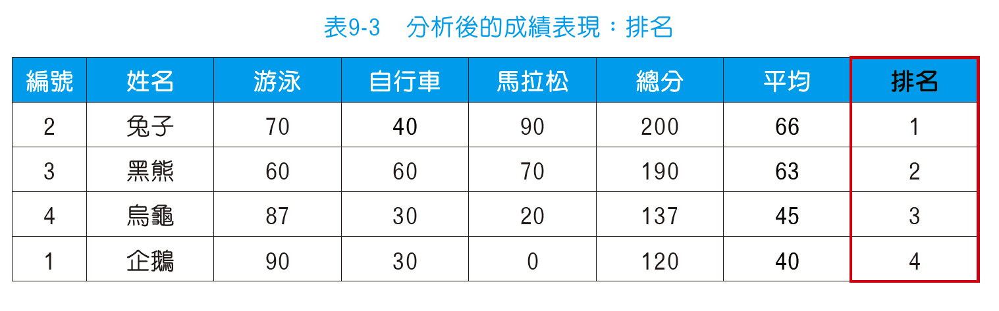 表9-3 分析後的成績表現：排名
編號 姓名 游泳 自行車 馬拉松 總分 平均 排名
2 兔子 70 40 90 200 66 1
3 黑熊 60 60 70 190 63 2
4 烏龜 87 30 20 137 45 3
1 企鵝 90 30 0 120 40 4